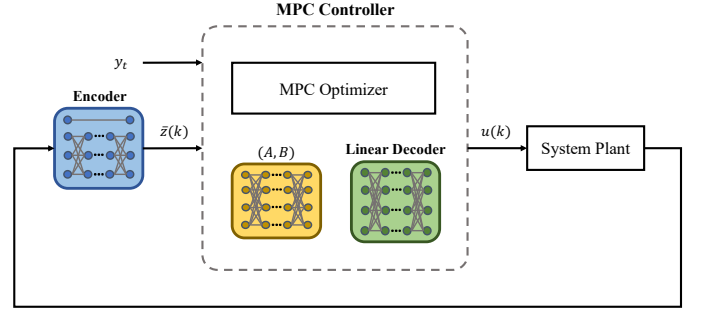 MPC Controller
y_t
MPC Optimizer
Encoder
z̄(k)
(A, B)
Linear Decoder
u(k)
System Plant